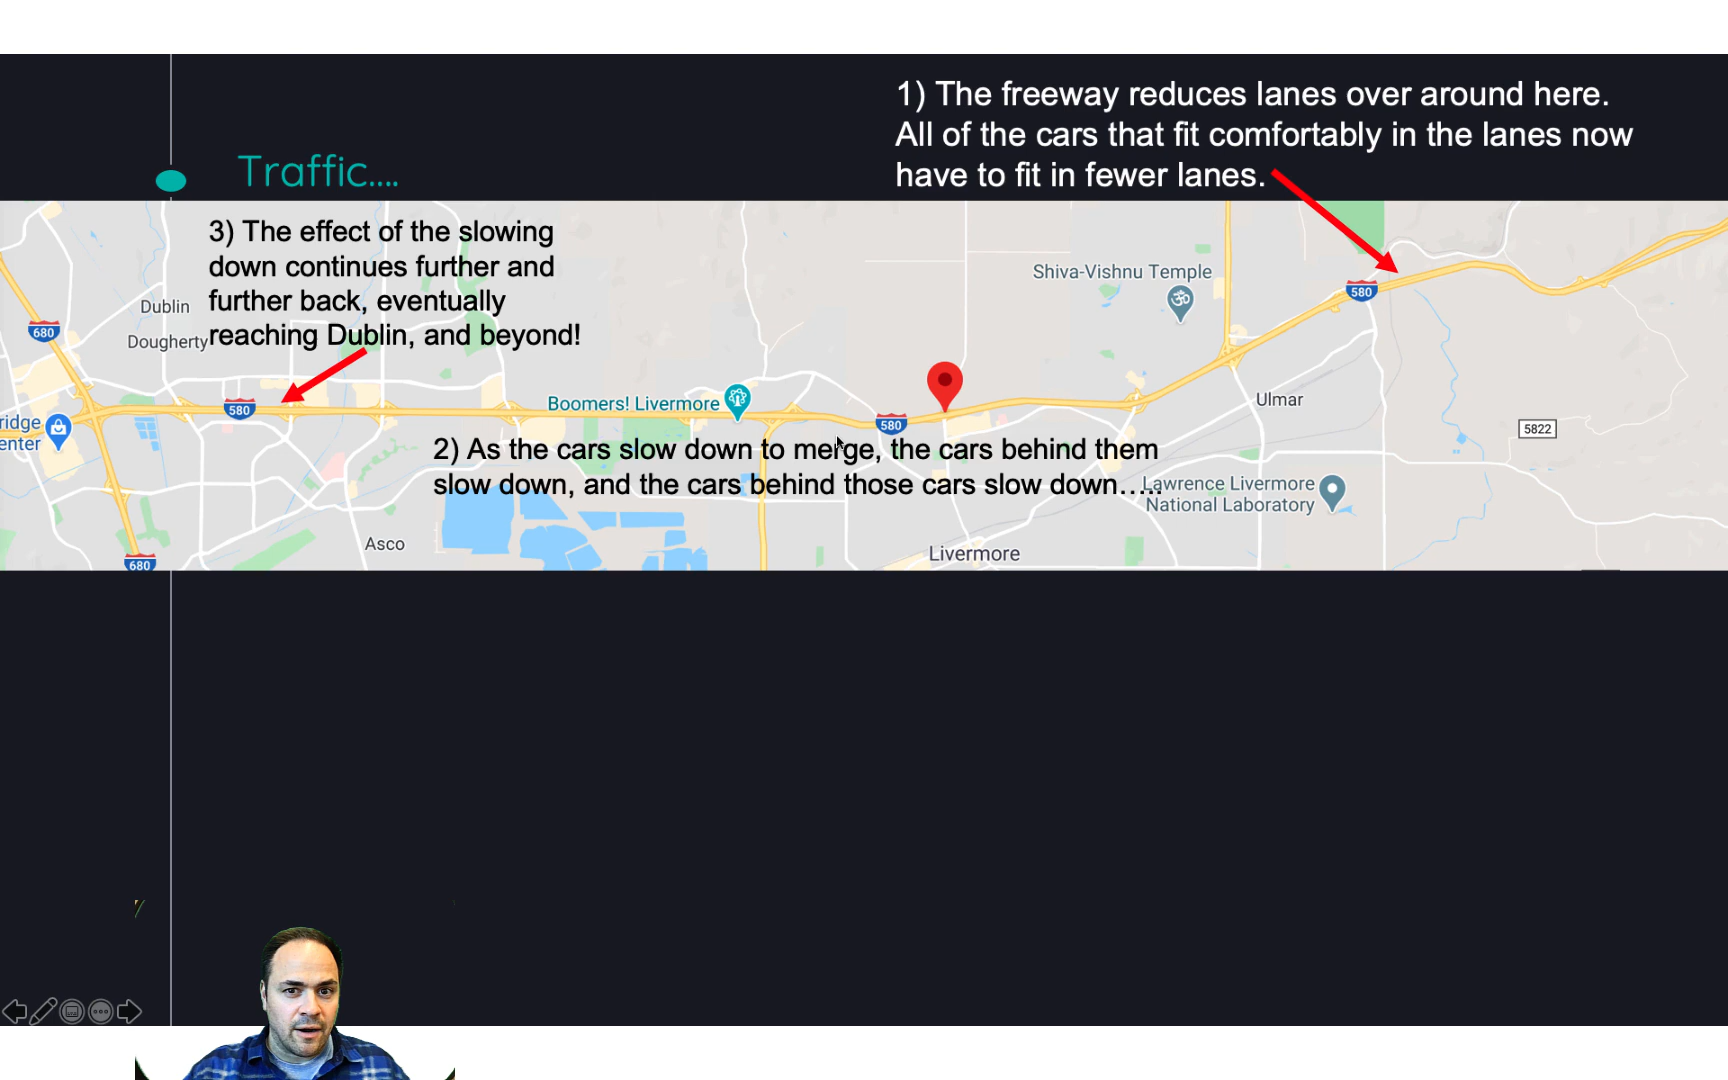 1) The freeway reduces lanes over around here.
All of the cars that fit comfortably in the lanes now
have to fit in fewer lanes.
Traffic....
3) The effect of the slowing
down continues further and
further back, eventually
reaching Dublin, and beyond!
Shiva-Vishnu Temple
580
Dublin
680
Dougherty
580
Boomers! Livermore
580
Ulmar
ridge
enter
5822
2) As the cars slow down to merge, the cars behind them
slow down, and the cars behind those cars slow down.....
Lawrence Livermore
National Laboratory
Asco
Livermore
680